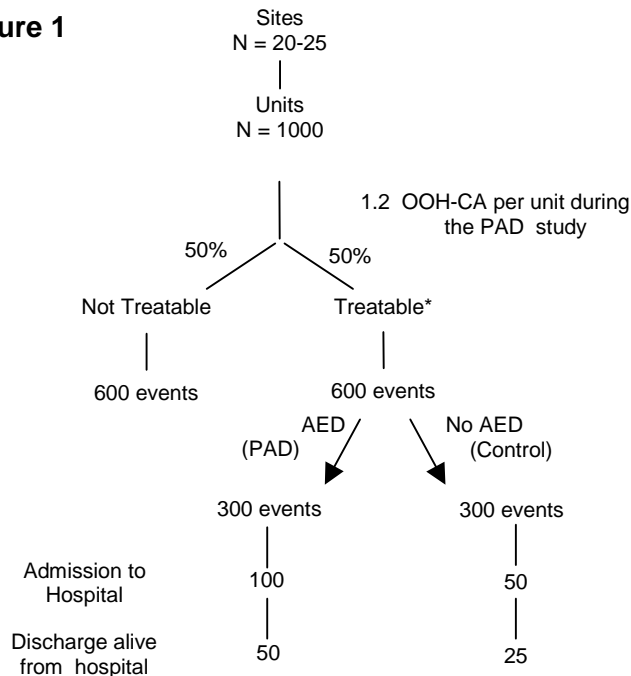 ure 1
Sites
N = 20-25
Units
N = 1000
1.2 OOH-CA per unit during
the PAD study
50%
50%
Not Treatable
Treatable*
600 events
600 events
AED
(PAD)
No AED
(Control)
300 events
300 events
Admission to
Hospital
100
50
Discharge alive
from hospital
50
25